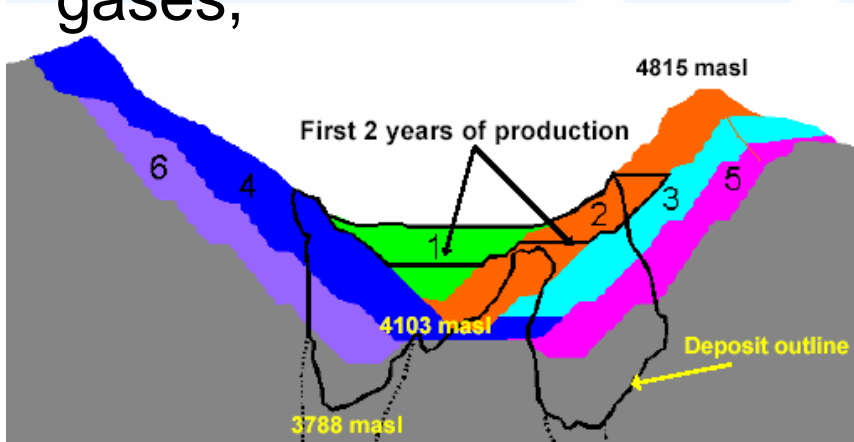 gases,
4815 masl
First 2 years of production
6
4
1
2
3
5
4103 masl
Deposit outline
3788 masl